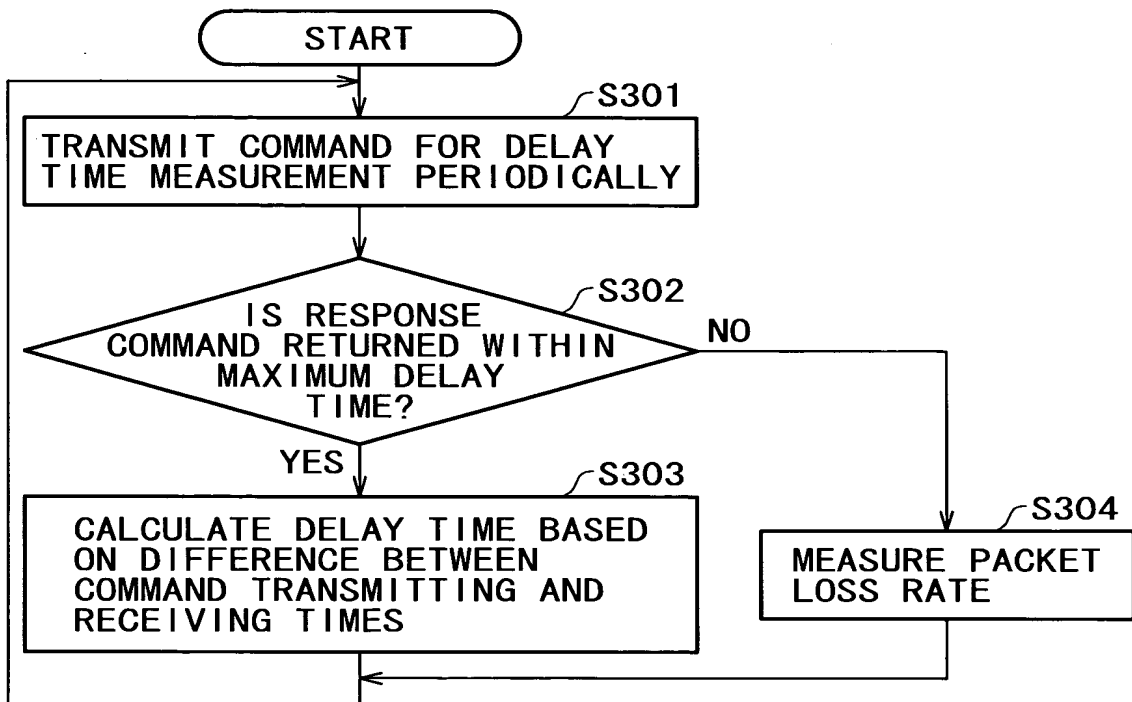 START
S301
TRANSMIT COMMAND FOR DELAY
TIME MEASUREMENT PERIODICALLY
S302
IS RESPONSE
COMMAND RETURNED WITHIN
MAXIMUM DELAY
TIME?
NO
YES
S303
CALCULATE DELAY TIME BASED
ON DIFFERENCE BETWEEN
COMMAND TRANSMITTING AND
RECEIVING TIMES
S304
MEASURE PACKET
LOSS RATE